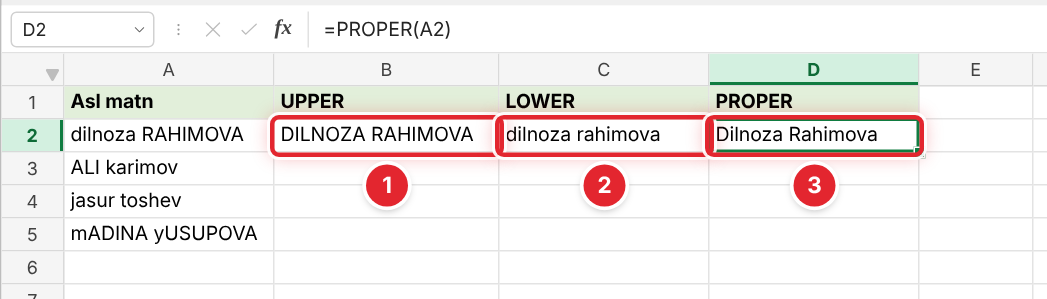 D2 fx =PROPER(A2)
A B C D E
1 Asl matn UPPER LOWER PROPER
2 dilnoza RAHIMOVA DILNOZA RAHIMOVA dilnoza rahimova Dilnoza Rahimova
3 ALI karimov 1 2 3
4 jasur toshev
5 mADINA yUSUPOVA
6
7